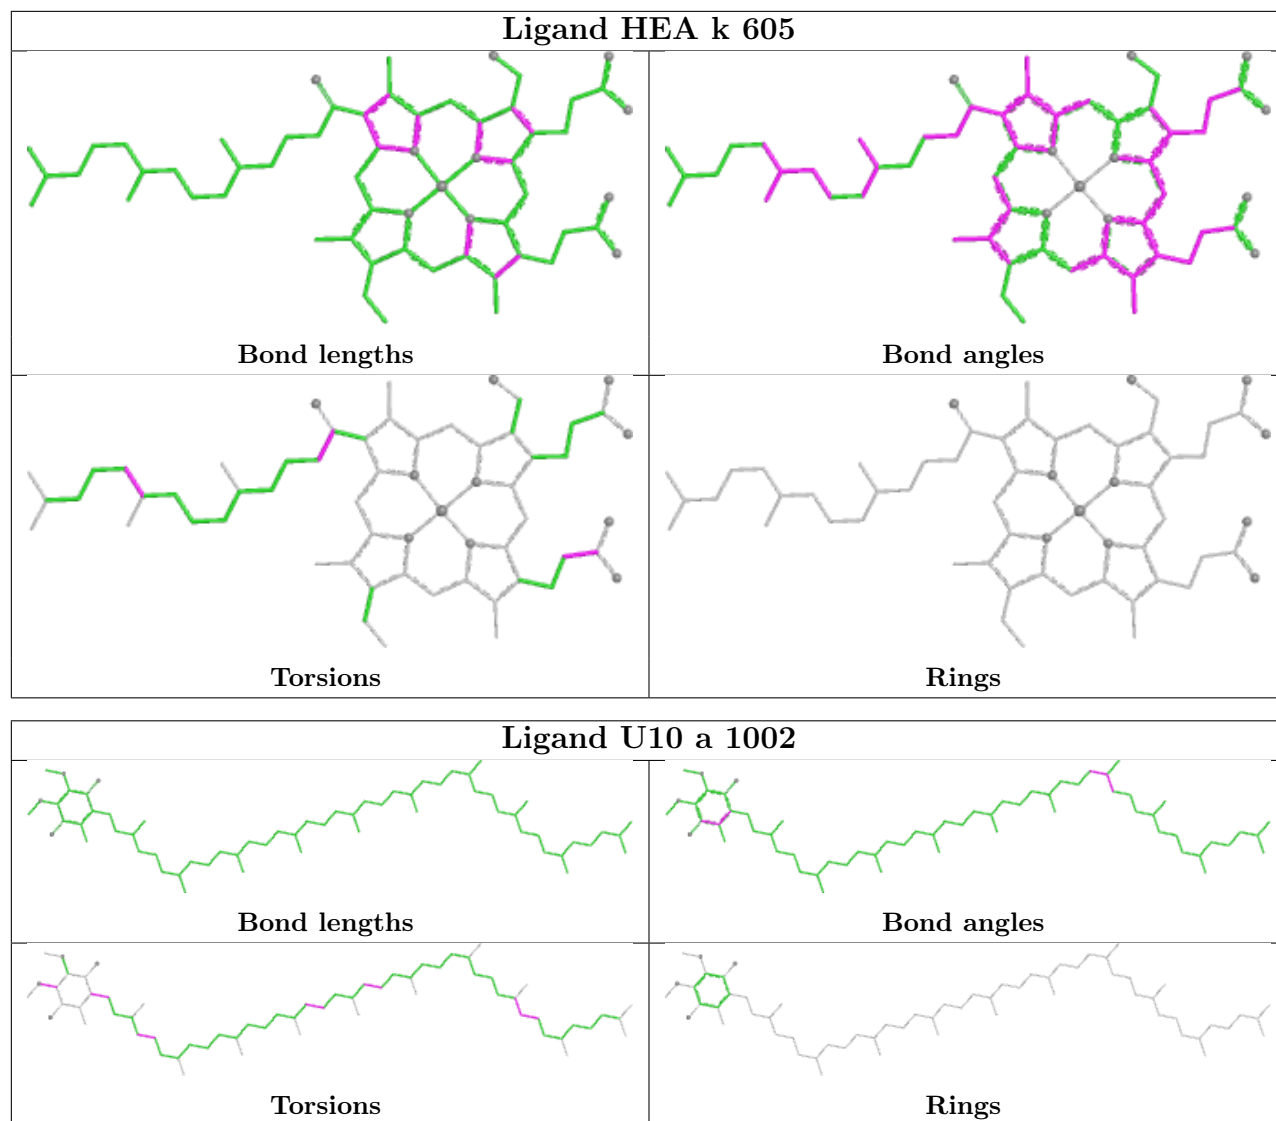 Ligand HEA k 605
Bond lengths
Bond angles
Torsions
Rings
Ligand U10 a 1002
Bond lengths
Bond angles
Torsions
Rings